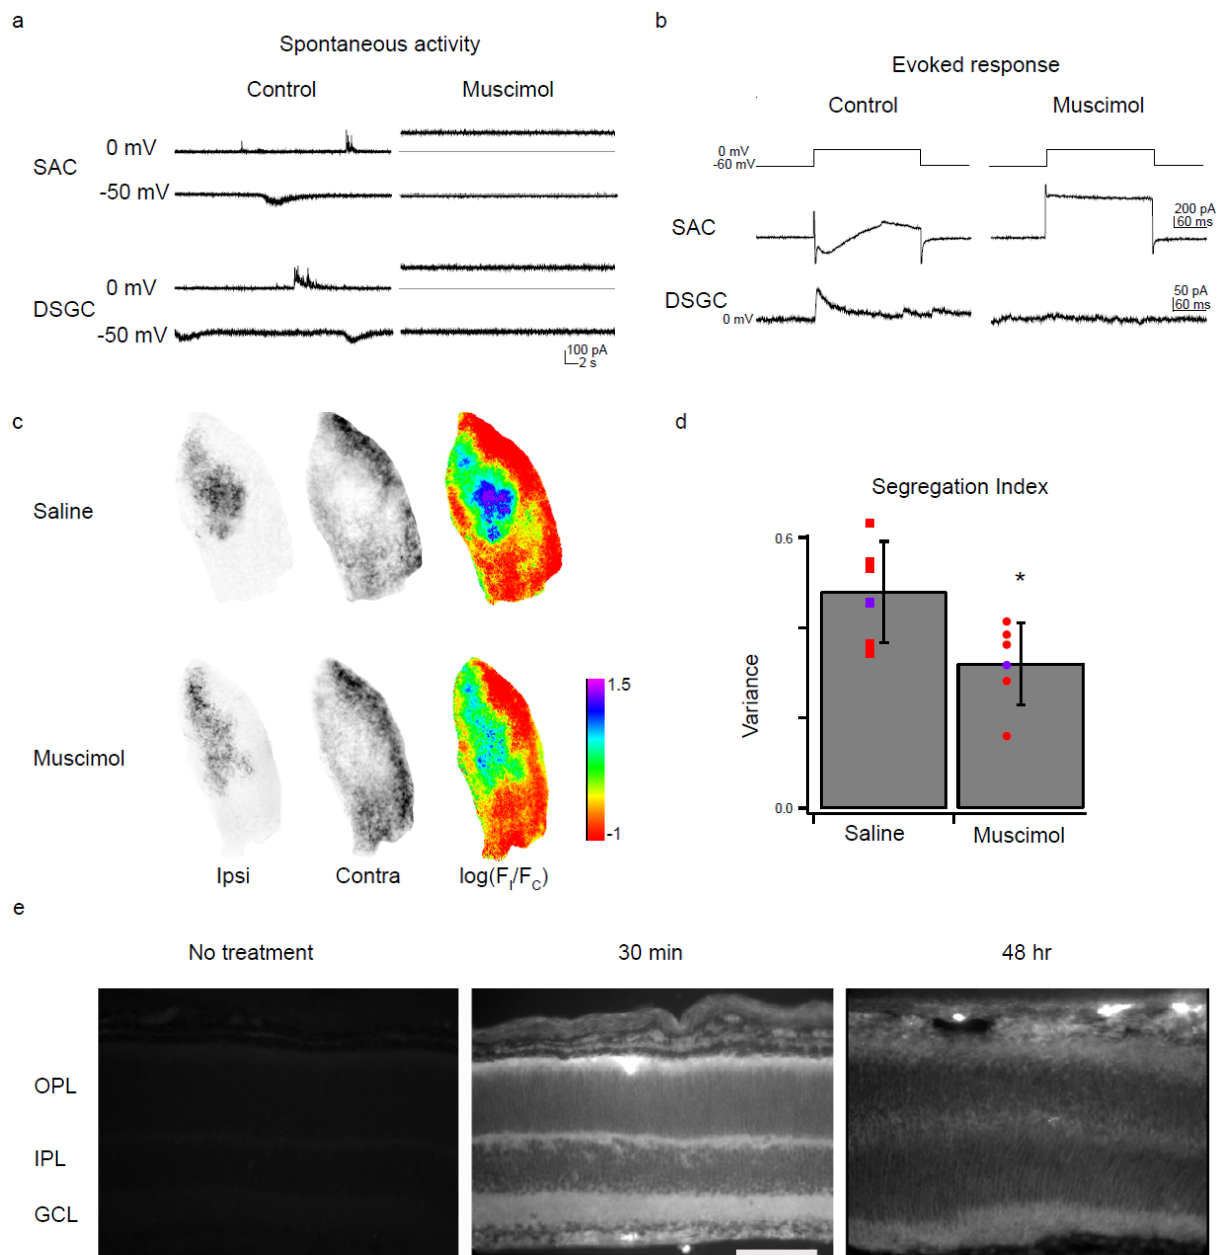 a
Spontaneous activity
Control
Muscimol
0 mV
SAC
-50 mV
0 mV
DSGC
-50 mV
100 pA
2 s
b
Evoked response
Control
Muscimol
0 mV
-60 mV
SAC
200 pA
60 ms
DSGC
0 mV
50 pA
60 ms
c
Saline
Muscimol
1.5
-1
Ipsi
Contra
log(F_I/F_C)
d
Segregation Index
0.6
*
Variance
0.0
Saline
Muscimol
e
No treatment
30 min
48 hr
OPL
IPL
GCL